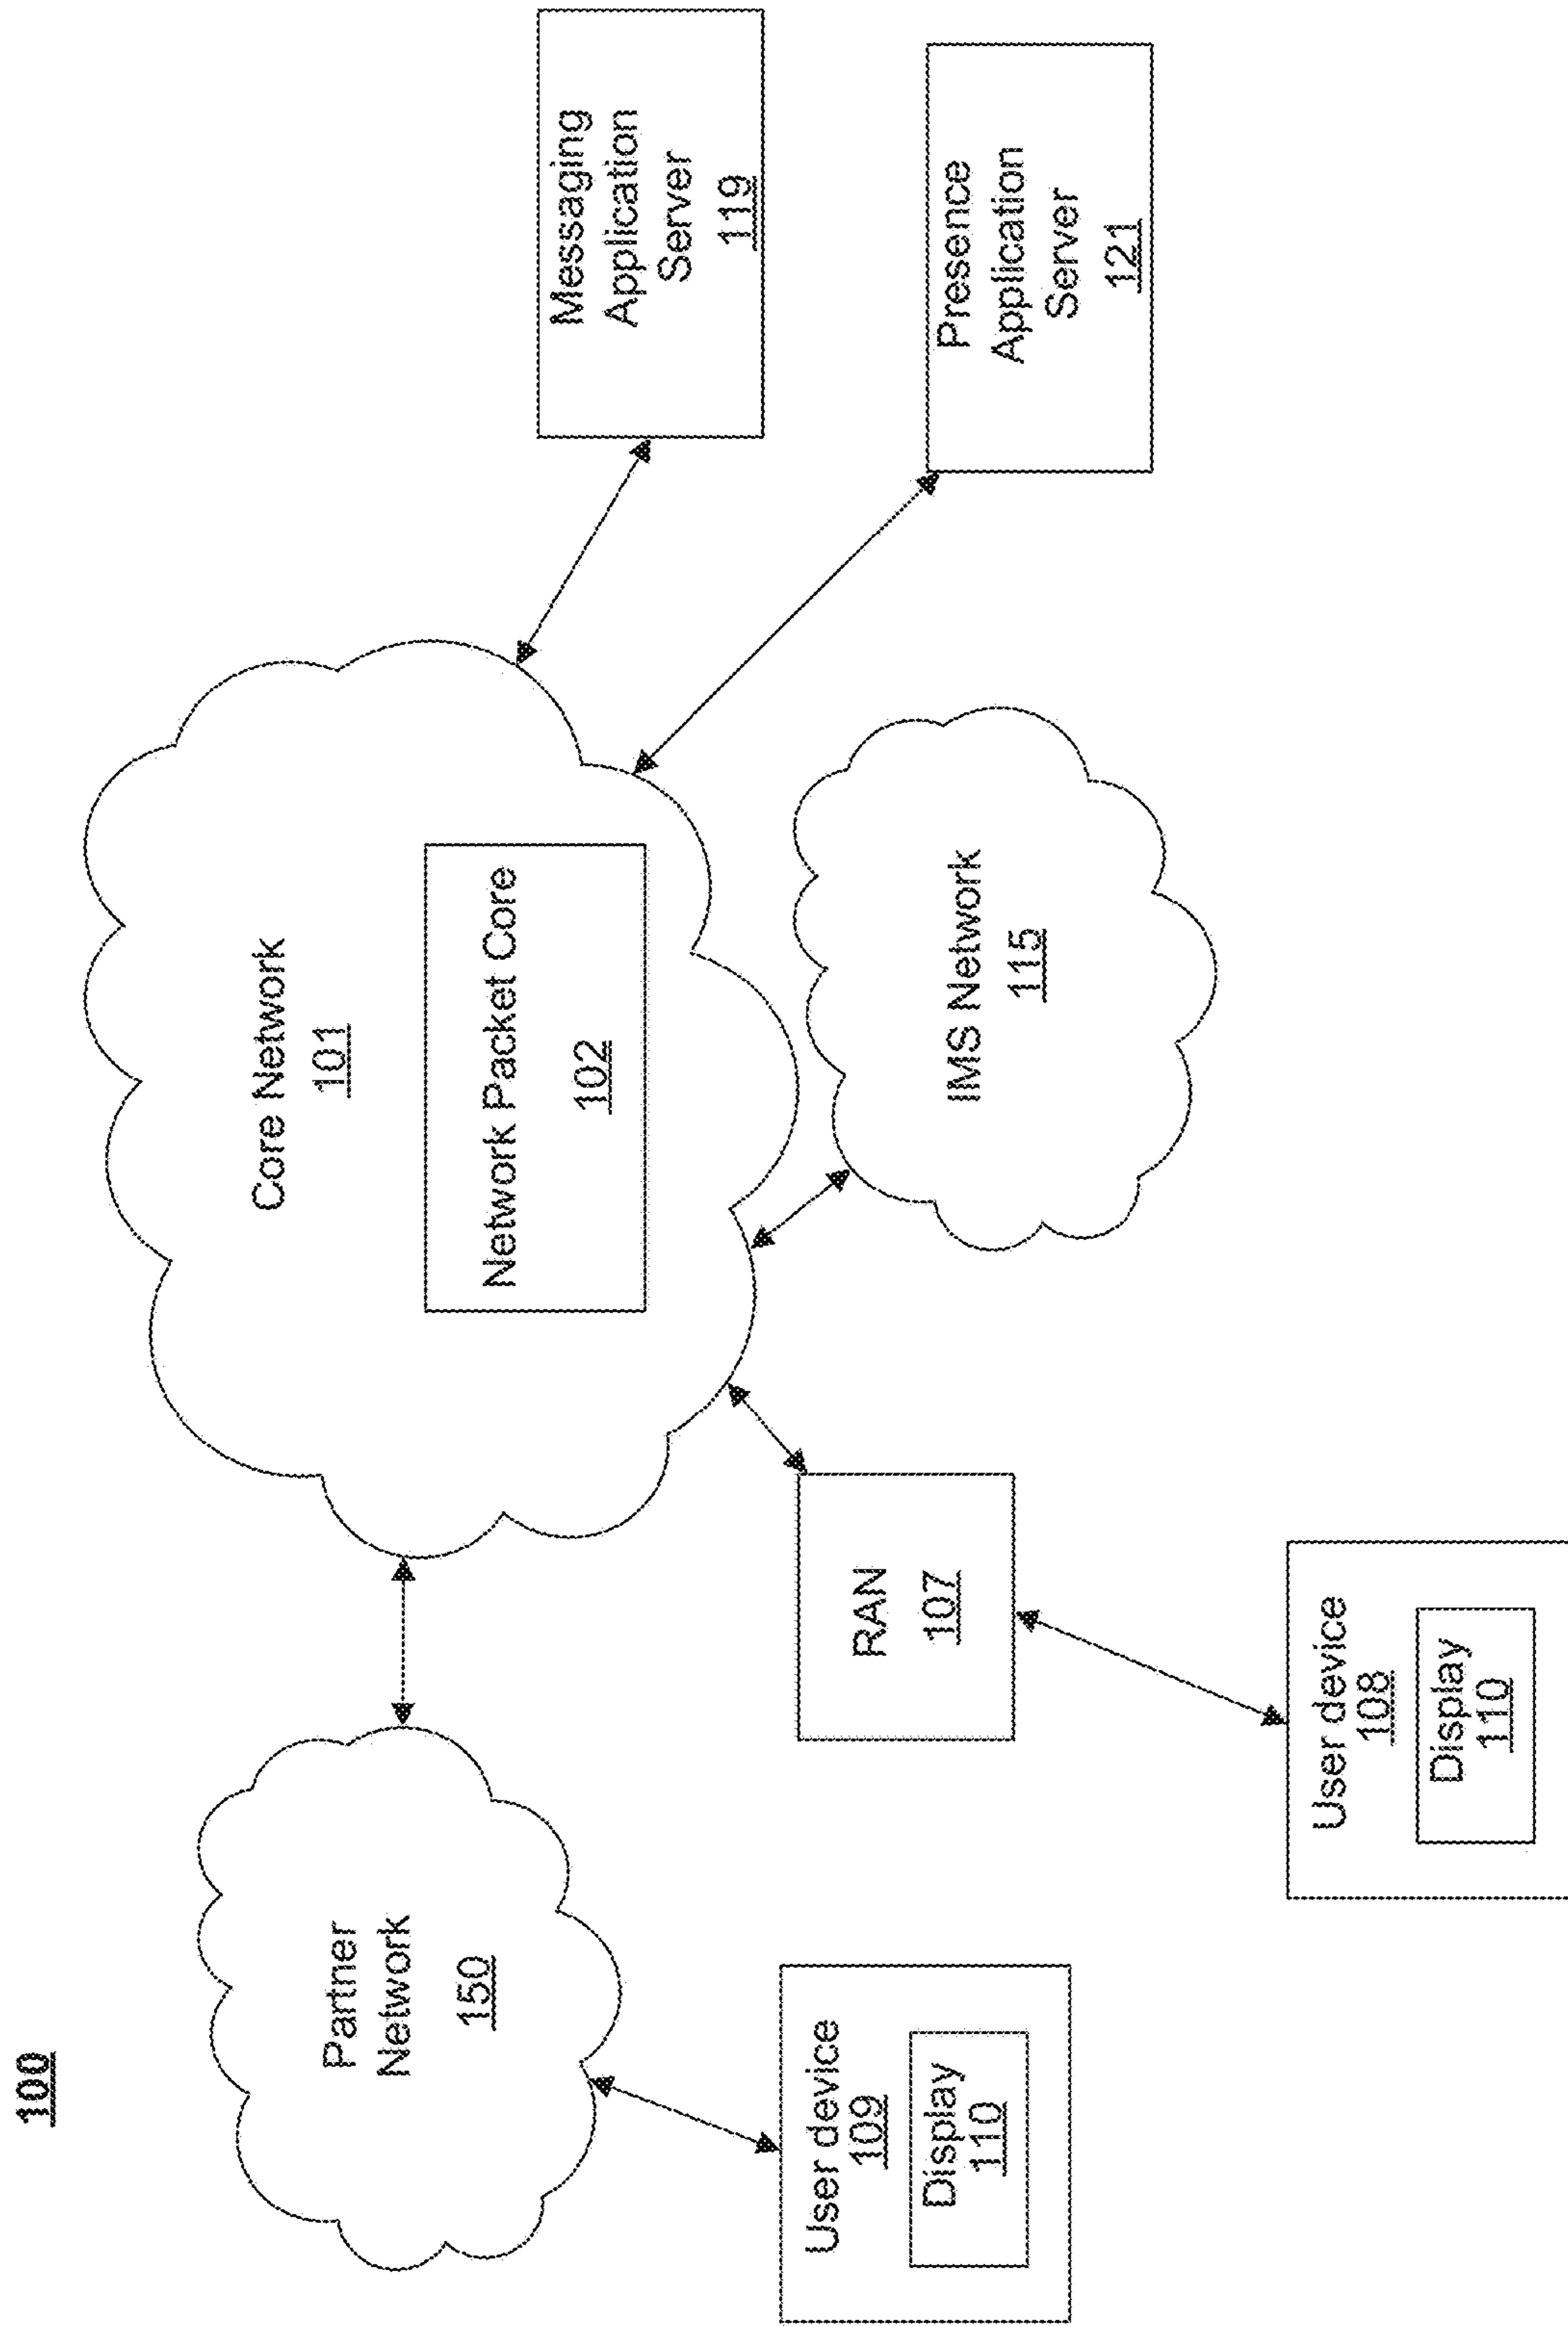 100
Partner
Network
150
Core Network
101
Network Packet Core
102
Messaging
Application
Server
119
Presence
Application
Server
121
IMS Network
115
RAN
107
User device
109
Display
110
User device
108
Display
110